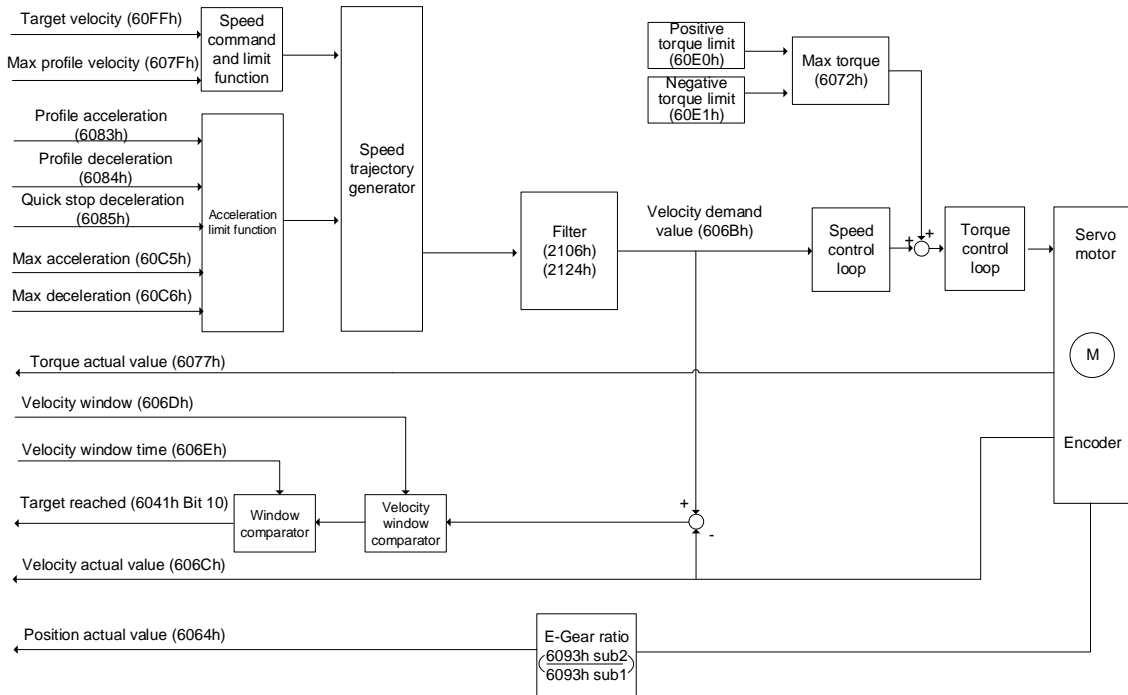 Target velocity (60FFh)
Max profile velocity (607Fh)
Speed
command
and limit
function
Profile acceleration
(6083h)
Profile deceleration
(6084h)
Quick stop deceleration
(6085h)
Max acceleration (60C5h)
Max deceleration (60C6h)
Acceleration
limit function
Speed
trajectory
generator
Filter
(2106h)
(2124h)
Velocity demand
value (606Bh)
Positive
torque limit
(60E0h)
Negative
torque limit
(60E1h)
Max torque
(6072h)
Speed
control
loop
+
+
Torque
control
loop
Servo
motor
M
Encoder
Torque actual value (6077h)
Velocity window (606Dh)
Velocity window time (606Eh)
Target reached (6041h Bit 10)
Window
comparator
Velocity
window
comparator
+
-
Velocity actual value (606Ch)
Position actual value (6064h)
E-Gear ratio
(6093h sub2
6093h sub1)